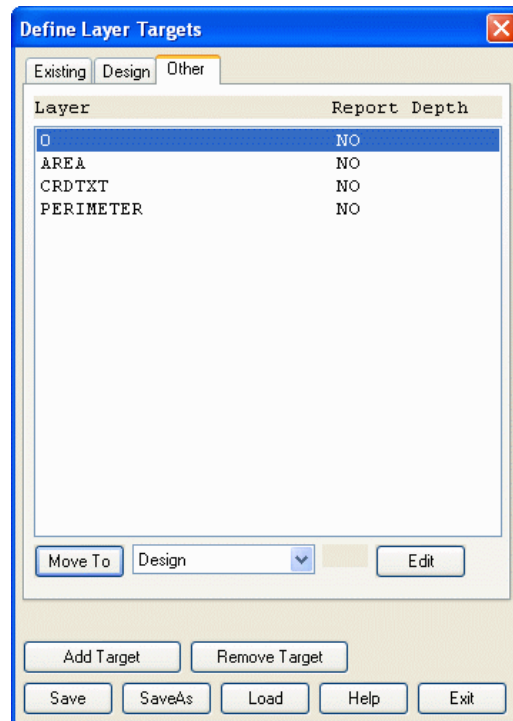 Define Layer Targets
Existing Design Other
Layer Report Depth
0 NO
AREA NO
CRDTXT NO
PERIMETER NO
Move To Design Edit
Add Target Remove Target
Save SaveAs Load Help Exit